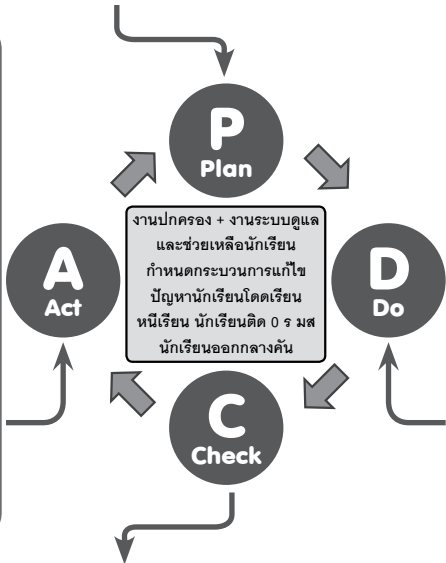 P
Plan
งานปกครอง + งานระบบดูแล
และช่วยเหลือนักเรียน
กำหนดกระบวนการแก้ไข
ปัญหานักเรียนโดดเรียน
หนีเรียน นักเรียนติด 0 ร มส
นักเรียนออกกลางคัน
A
Act
D
Do
C
Check